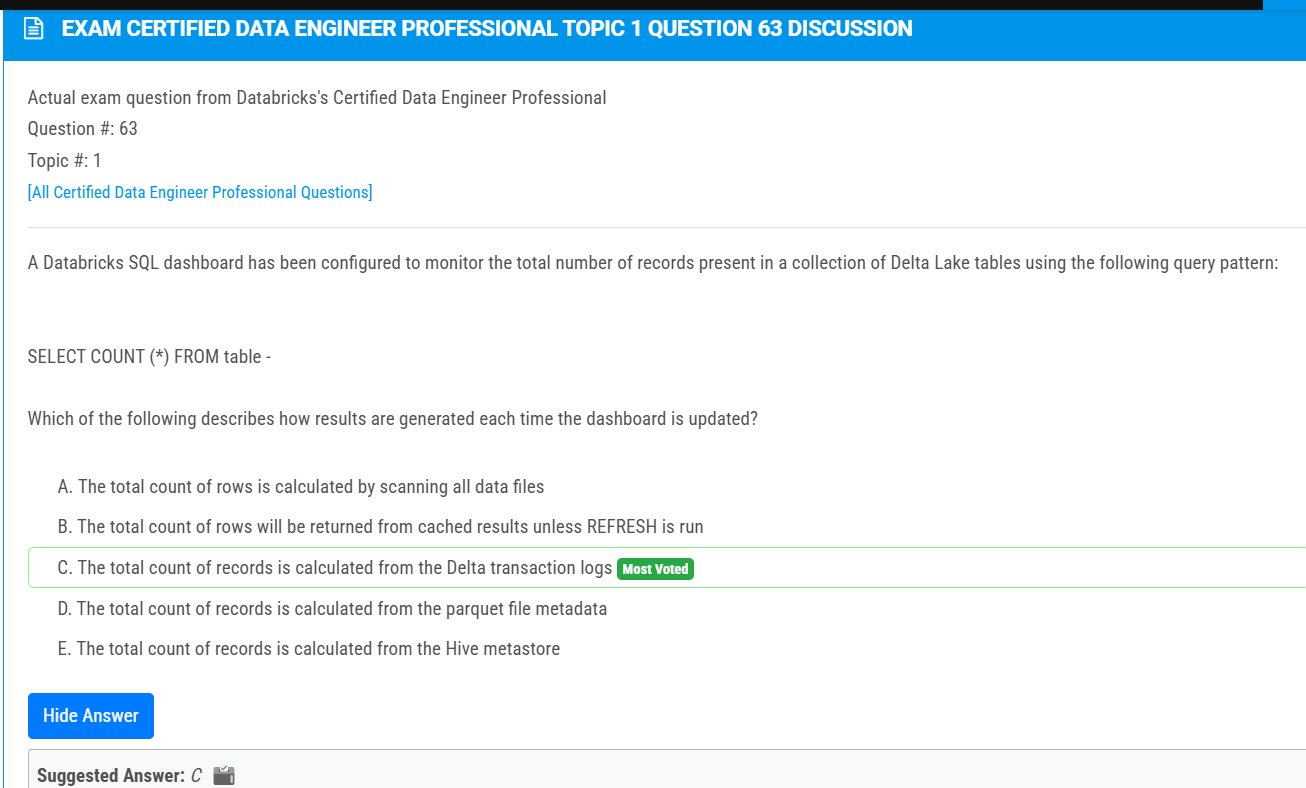 EXAM CERTIFIED DATA ENGINEER PROFESSIONAL TOPIC 1 QUESTION 63 DISCUSSION
Actual exam question from Databricks's Certified Data Engineer Professional
Question #: 63
Topic #: 1
[All Certified Data Engineer Professional Questions]
A Databricks SQL dashboard has been configured to monitor the total number of records present in a collection of Delta Lake tables using the following query pattern:
SELECT COUNT (*) FROM table -
Which of the following describes how results are generated each time the dashboard is updated?
A. The total count of rows is calculated by scanning all data files
B. The total count of rows will be returned from cached results unless REFRESH is run
C. The total count of records is calculated from the Delta transaction logs Most Voted
D. The total count of records is calculated from the parquet file metadata
E. The total count of records is calculated from the Hive metastore
Hide Answer
Suggested Answer: C